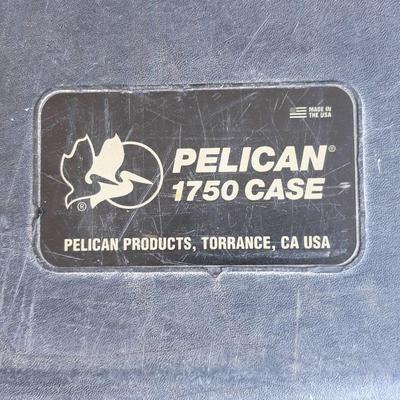 MADE IN
THE USA
PELICAN®
1750 CASE
®
PELICAN PRODUCTS, TORRANCE, CA USA